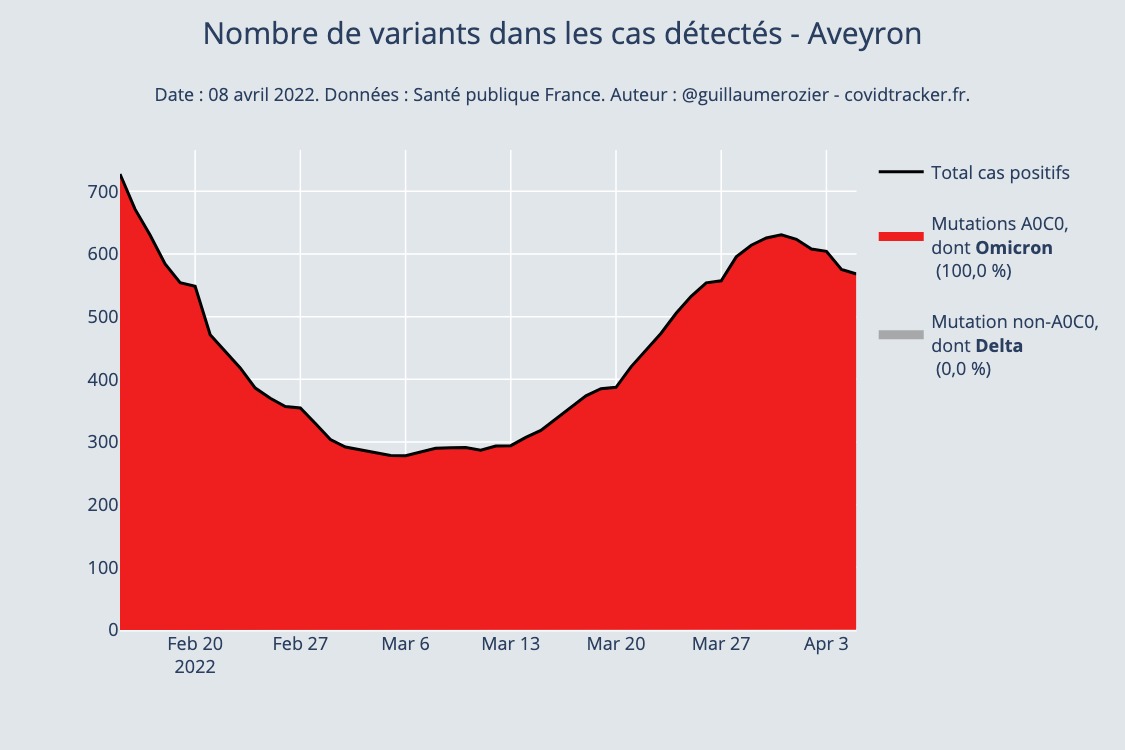 Nombre de variants dans les cas détectés - Aveyron
Date : 08 avril 2022. Données : Santé publique France. Auteur : @guillaumerozier - covidtracker.fr.
Total cas positifs
Mutations A0C0,
dont Omicron
(100,0 %)
Mutation non-A0C0,
dont Delta
(0,0 %)
700
600
500
400
300
200
100
0
Feb 20 Feb 27 Mar 6 Mar 13 Mar 20 Mar 27 Apr 3
2022